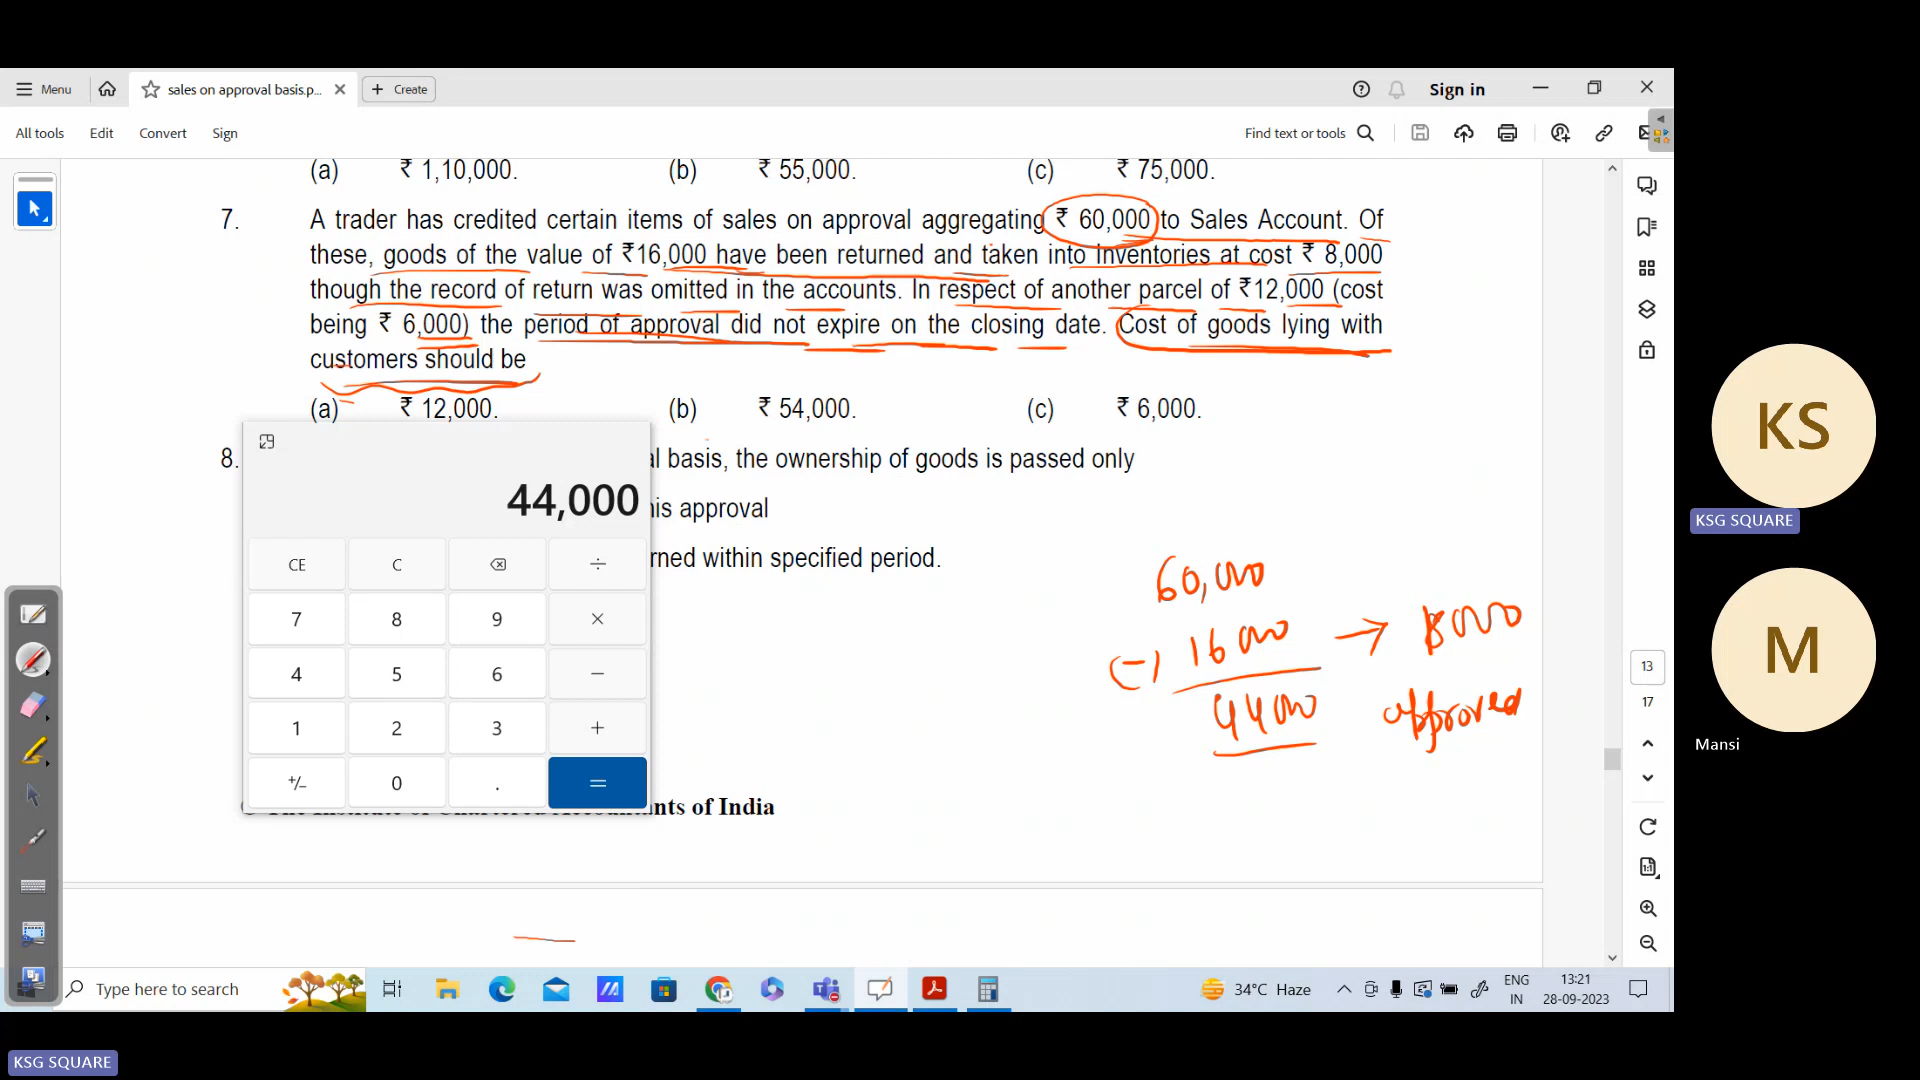 Menu
sales on approval basis.p...
Create
Sign in
All tools Edit Convert Sign
Find text or tools
(a) ₹ 1,10,000. (b) ₹ 55,000. (c) ₹ 75,000.
7. A trader has credited certain items of sales on approval aggregating ₹ 60,000 to Sales Account. Of
these, goods of the value of ₹16,000 have been returned and taken into inventories at cost ₹ 8,000
though the record of return was omitted in the accounts. In respect of another parcel of ₹12,000 (cost
being ₹ 6,000) the period of approval did not expire on the closing date. Cost of goods lying with
customers should be
(a) ₹ 12,000. (b) ₹ 54,000. (c) ₹ 6,000.
8. al basis, the ownership of goods is passed only
his approval
rned within specified period.
44,000
CE C ÷
7 8 9 ×
4 5 6 −
1 2 3 +
+/− 0 . =
60,000
(-) 16000 → 8000
44000 approved
nts of India
13
17
KS
KSG SQUARE
M
Mansi
Type here to search
34°C Haze
ENG
IN
13:21
28-09-2023
KSG SQUARE